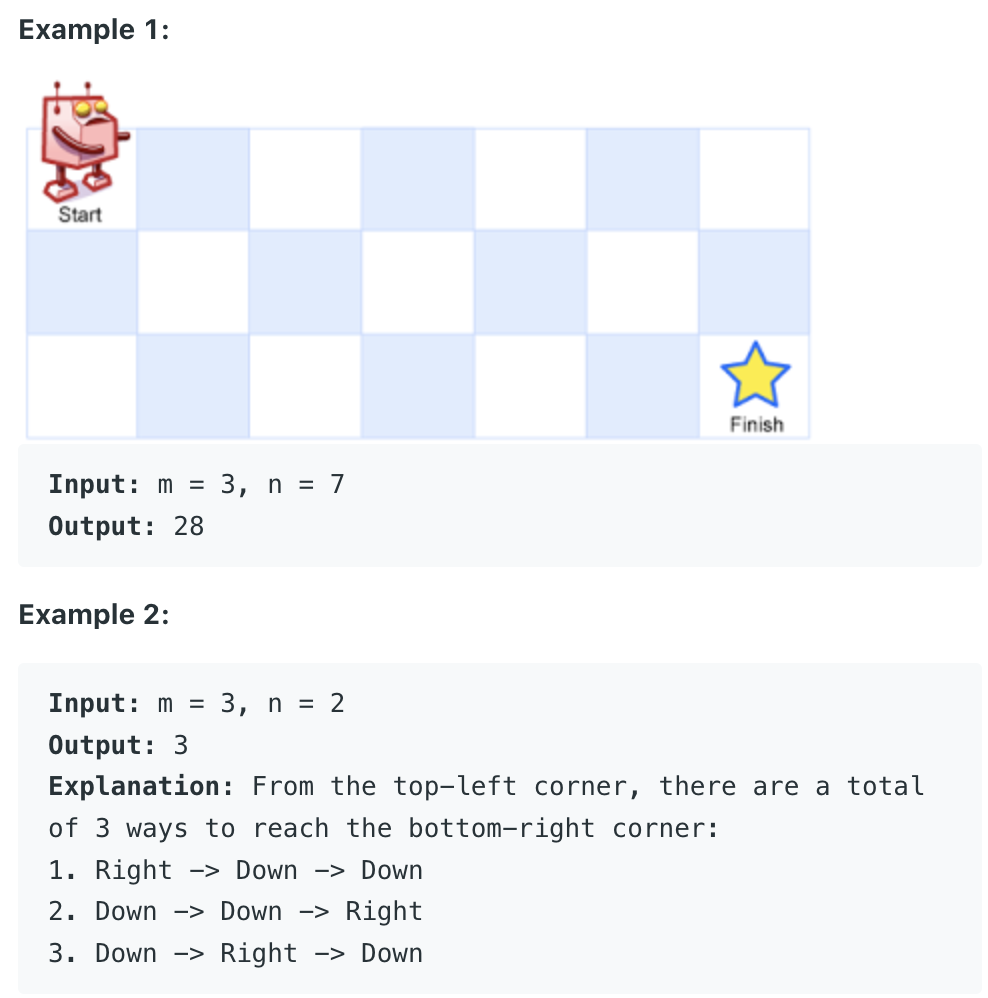 Example 1:
Start
Finish
Input: m = 3, n = 7
Output: 28
Example 2:
Input: m = 3, n = 2
Output: 3
Explanation: From the top-left corner, there are a total
of 3 ways to reach the bottom-right corner:
1. Right -> Down -> Down
2. Down -> Down -> Right
3. Down -> Right -> Down